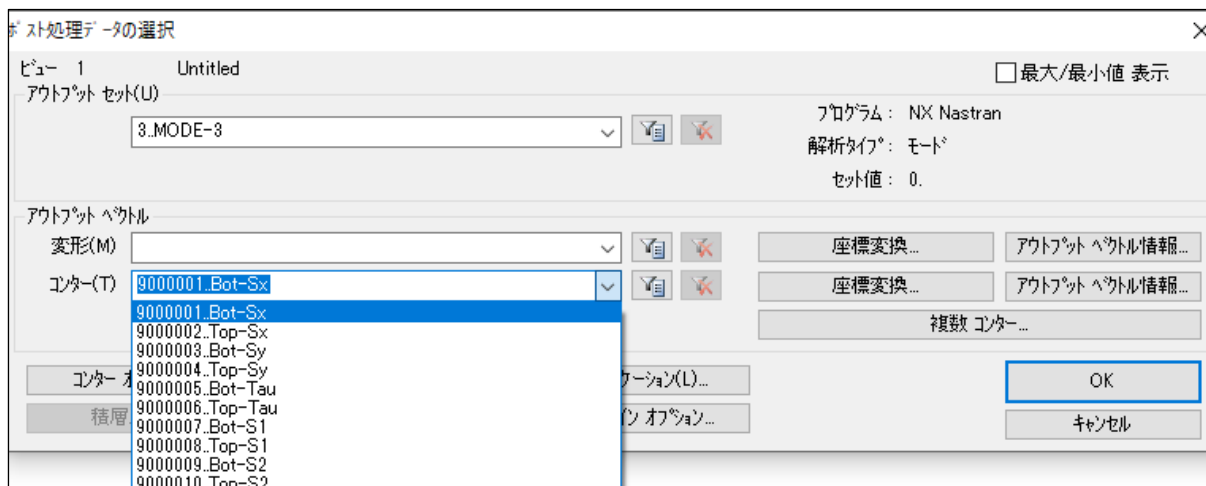 ﾎﾟｽﾄ処理ﾃﾞｰﾀの選択
ﾋﾞｭｰ 1 Untitled
最大/最小値 表示
ｱｳﾄﾌﾟｯﾄ ｾｯﾄ(U)
3..MODE-3
ﾌﾟﾛｸﾞﾗﾑ : NX Nastran
解析ﾀｲﾌﾟ : ﾓｰﾄﾞ
ｾｯﾄ値 : 0.
ｱｳﾄﾌﾟｯﾄ ﾍﾞｸﾄﾙ
変形(M)
座標変換... ｱｳﾄﾌﾟｯﾄ ﾍﾞｸﾄﾙ情報...
ｺﾝﾀｰ(T) 9000001..Bot-Sx
座標変換... ｱｳﾄﾌﾟｯﾄ ﾍﾞｸﾄﾙ情報...
複数 ｺﾝﾀｰ...
9000001..Bot-Sx
9000002..Top-Sx
9000003..Bot-Sy
9000004..Top-Sy
9000005..Bot-Tau
9000006..Top-Tau
9000007..Bot-S1
9000008..Top-S1
9000009..Bot-S2
9000010..Top-S2
ｺﾝﾀｰ
ｹｰｼｮﾝ(L)...
OK
積層
ｲﾝ ｵﾌﾟｼｮﾝ...
ｷｬﾝｾﾙ